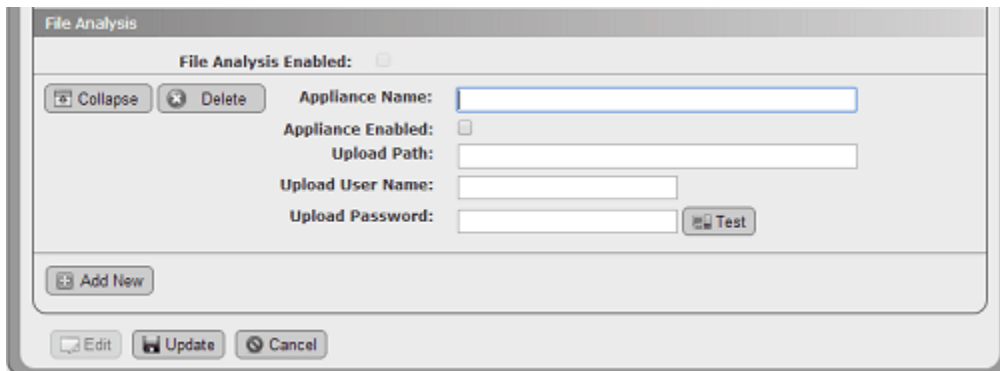 File Analysis
File Analysis Enabled:
Collapse Delete Appliance Name:
Appliance Enabled:
Upload Path:
Upload User Name:
Upload Password: Test
Add New
Edit Update Cancel